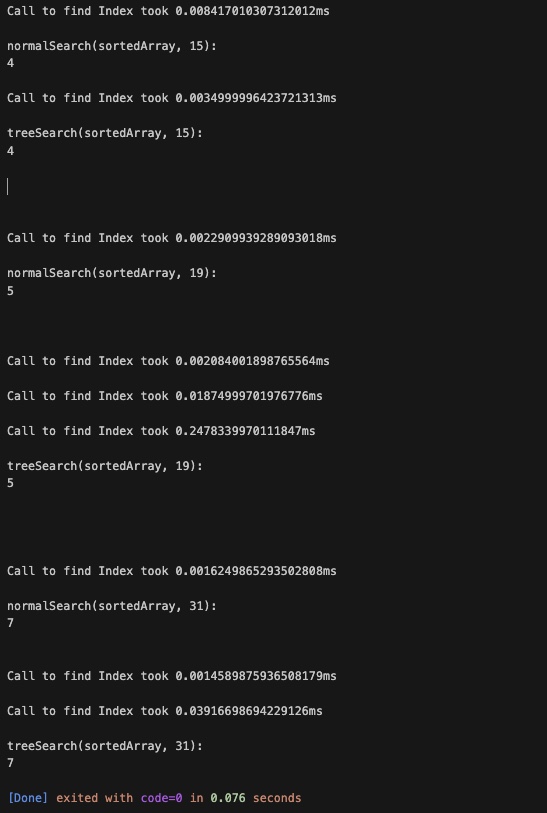 Call to find Index took 0.008417010307312012ms
normalSearch(sortedArray, 15):
4
Call to find Index took 0.0034999996423721313ms
treeSearch(sortedArray, 15):
4
Call to find Index took 0.0022909939289093018ms
normalSearch(sortedArray, 19):
5
Call to find Index took 0.002084001898765564ms
Call to find Index took 0.01874999701976776ms
Call to find Index took 0.2478339970111847ms
treeSearch(sortedArray, 19):
5
Call to find Index took 0.0016249865293502808ms
normalSearch(sortedArray, 31):
7
Call to find Index took 0.0014589875936508179ms
Call to find Index took 0.03916698694229126ms
treeSearch(sortedArray, 31):
7
[Done] exited with code=0 in 0.076 seconds